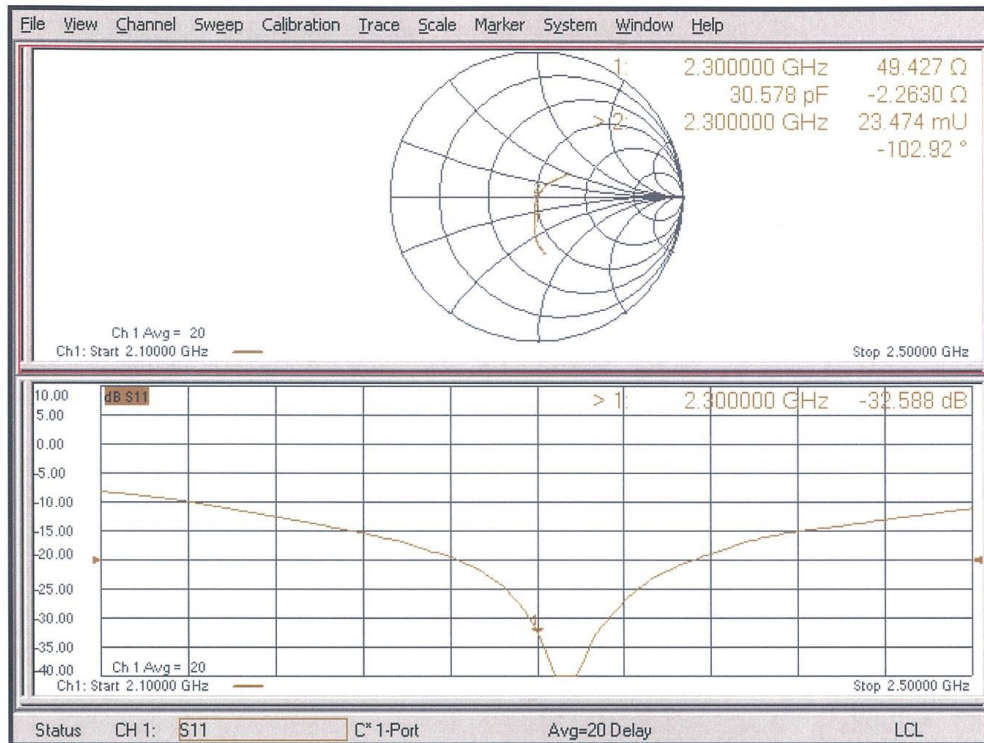 File View Channel Sweep Calibration Trace Scale Marker System Window Help
1: 2.300000 GHz 49.427 Ω
30.578 pF -2.2630 Ω
> 2: 2.300000 GHz 23.474 mU
-102.92 °
Ch 1 Avg = 20
Ch1: Start 2.10000 GHz
Stop 2.50000 GHz
10.00
dB S11
> 1: 2.300000 GHz -32.588 dB
5.00
0.00
-5.00
-10.00
-15.00
-20.00
-25.00
-30.00
-35.00
-40.00
Ch 1 Avg = 20
Ch1: Start 2.10000 GHz
Stop 2.50000 GHz
Status CH 1: S11 C* 1-Port Avg=20 Delay LCL